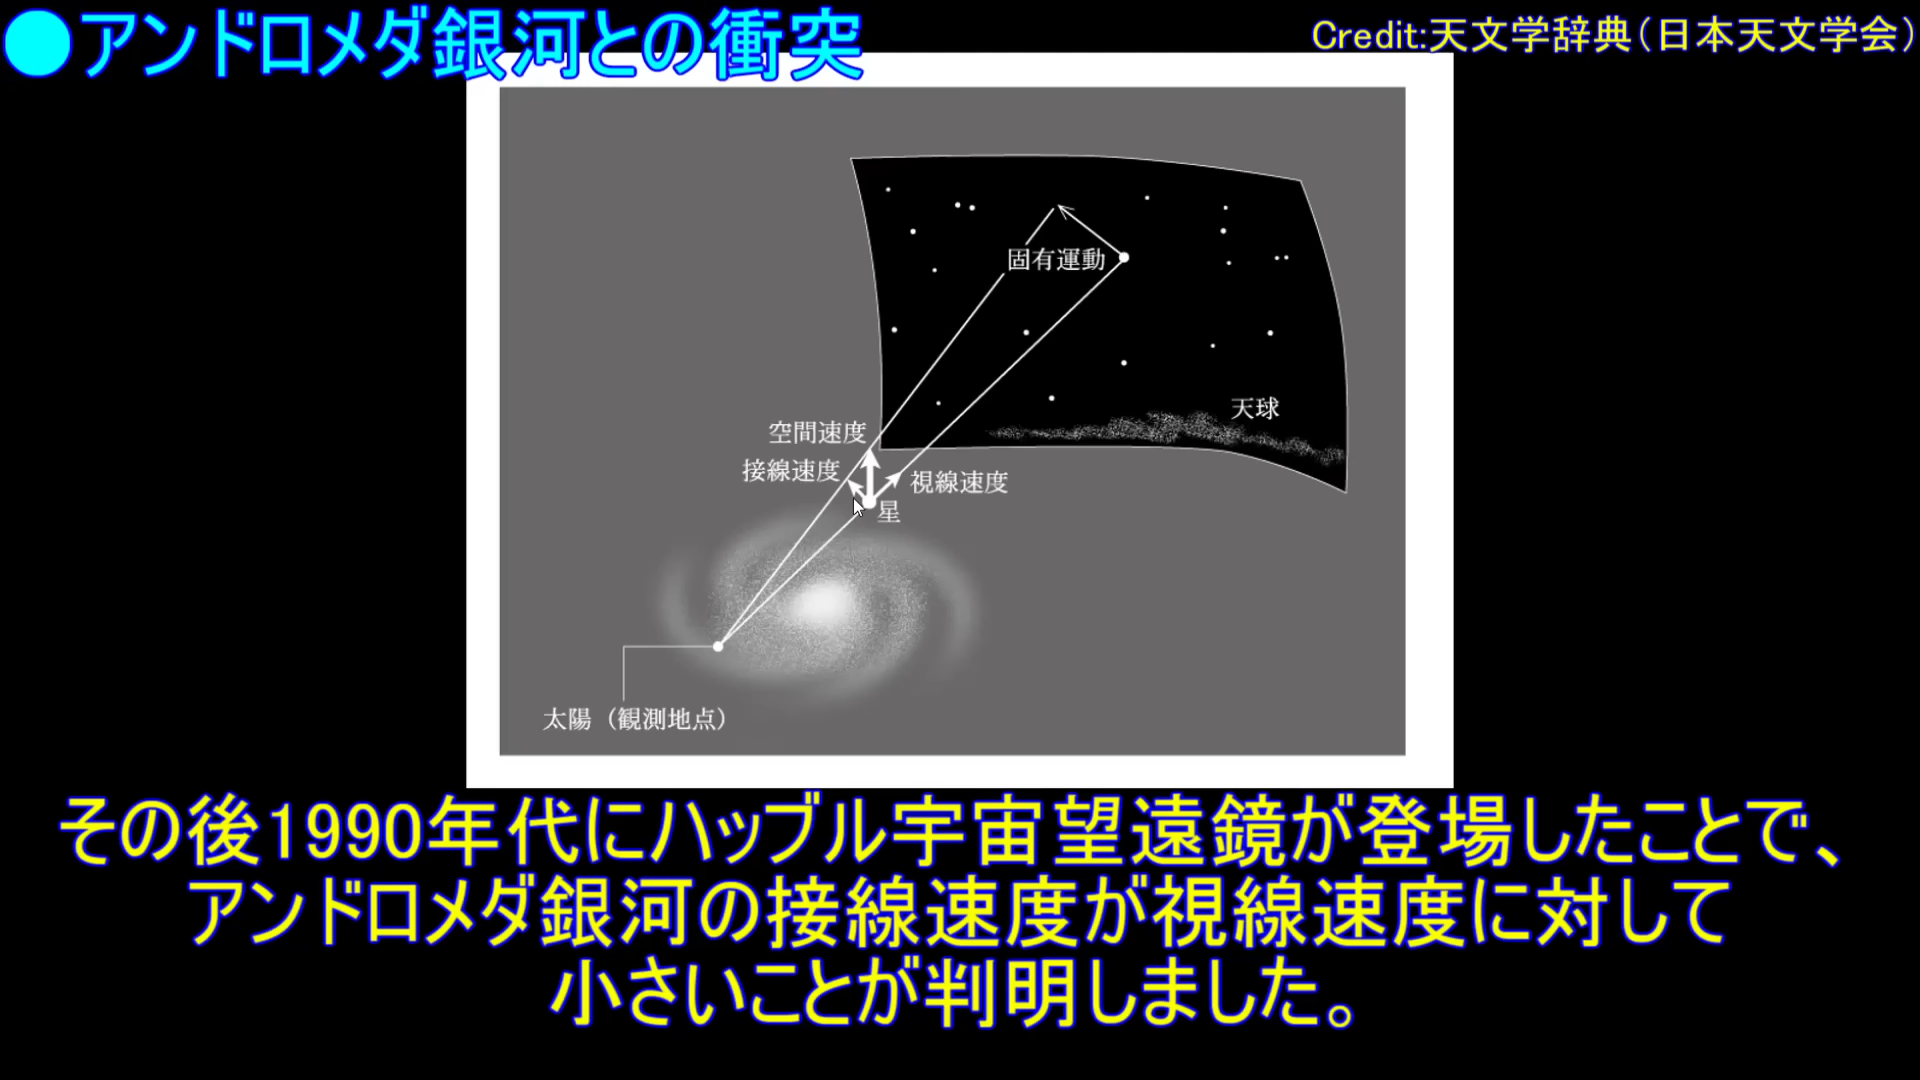 ●アンドロメダ銀河との衝突
Credit:天文学辞典(日本天文学会)
固有運動
天球
空間速度
接線速度
視線速度
星
太陽（観測地点）
その後1990年代にハッブル宇宙望遠鏡が登場したことで、
アンドロメダ銀河の接線速度が視線速度に対して
小さいことが判明しました。